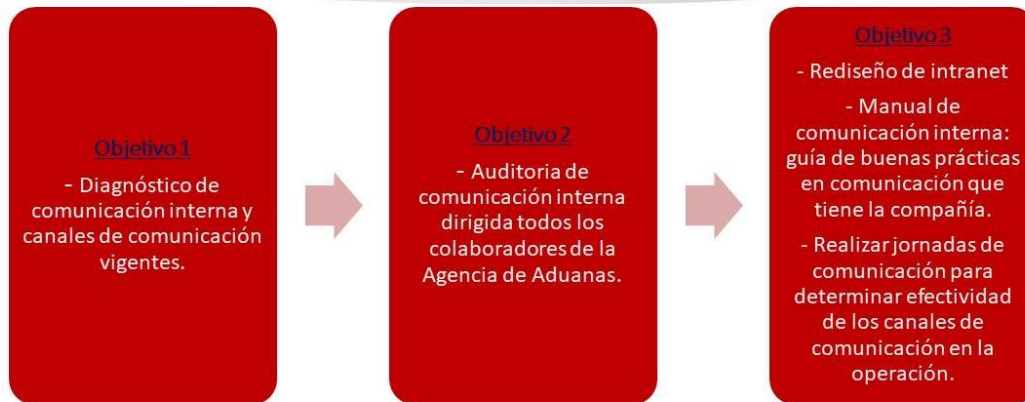 Objetivo 1
- Diagnóstico de
comunicación interna y
canales de comunicación
vigentes.
Objetivo 2
- Auditoria de
comunicación interna
dirigida todos los
colaboradores de la
Agencia de Aduanas.
Objetivo 3
- Rediseño de intranet
- Manual de
comunicación interna:
guía de buenas prácticas
en comunicación que
tiene la compañía.
- Realizar jornadas de
comunicación para
determinar efectividad
de los canales de
comunicación en la
operación.